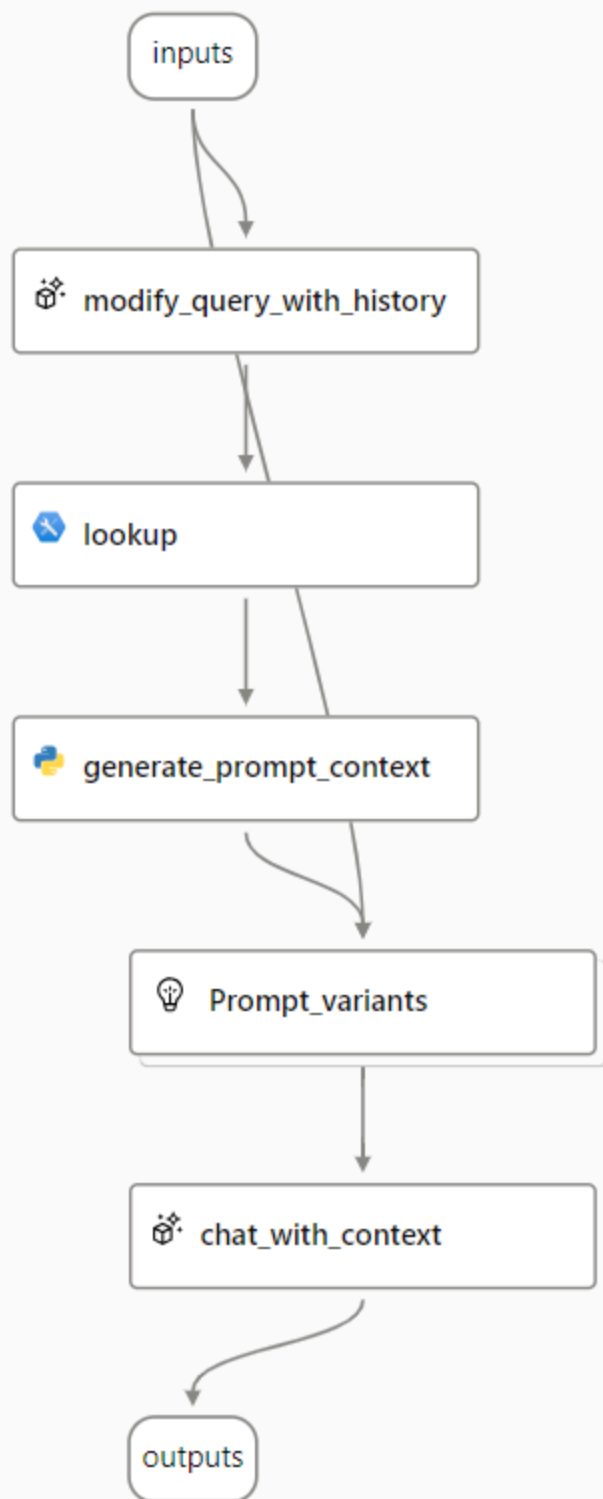 inputs
modify_query_with_history
lookup
generate_prompt_context
Prompt_variants
chat_with_context
outputs